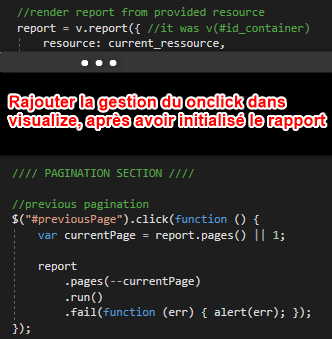 //render report from provided resource
report = v.report({ //it was v(#id_container)
resource: current_ressource,
...
Rajouter la gestion du onclick dans
visualize, après avoir initialisé le rapport
//// PAGINATION SECTION ////
//previous pagination
$("#previousPage").click(function () {
var currentPage = report.pages() || 1;
report
.pages(--currentPage)
.run()
.fail(function (err) { alert(err); });
});